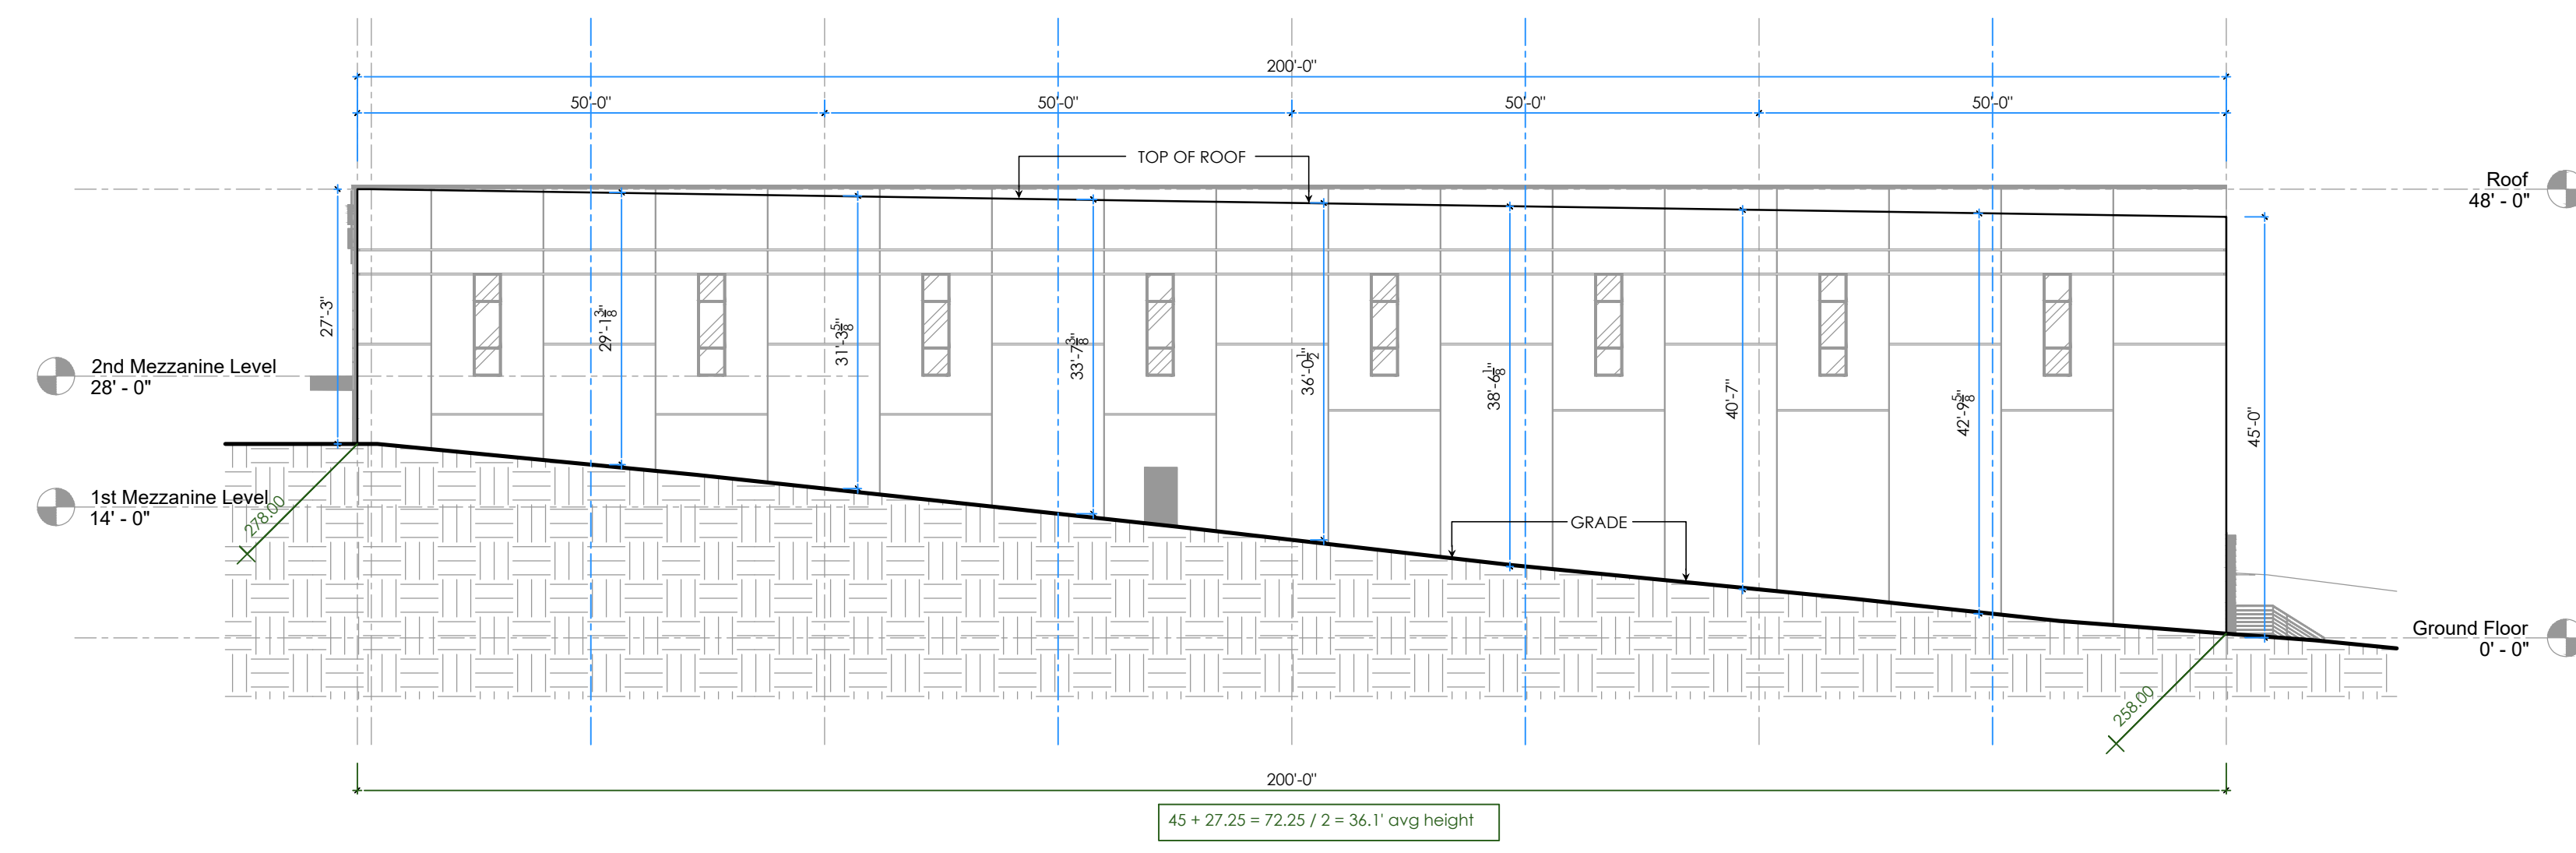 200'-0"
50'-0"
50'-0"
50'-0"
50'-0"
TOP OF ROOF
Roof
48' - 0"
27'-3"
29'-1 3/8"
31'-3 5/8"
33'-7 3/8"
36'-0 1/2"
38'-6 1/8"
40'-7"
42'-9 5/8"
45'-0"
2nd Mezzanine Level
28' - 0"
1st Mezzanine Level
14' - 0"
278.00
GRADE
Ground Floor
0' - 0"
258.00
200'-0"
45 + 27.25 = 72.25 / 2 = 36.1' avg height